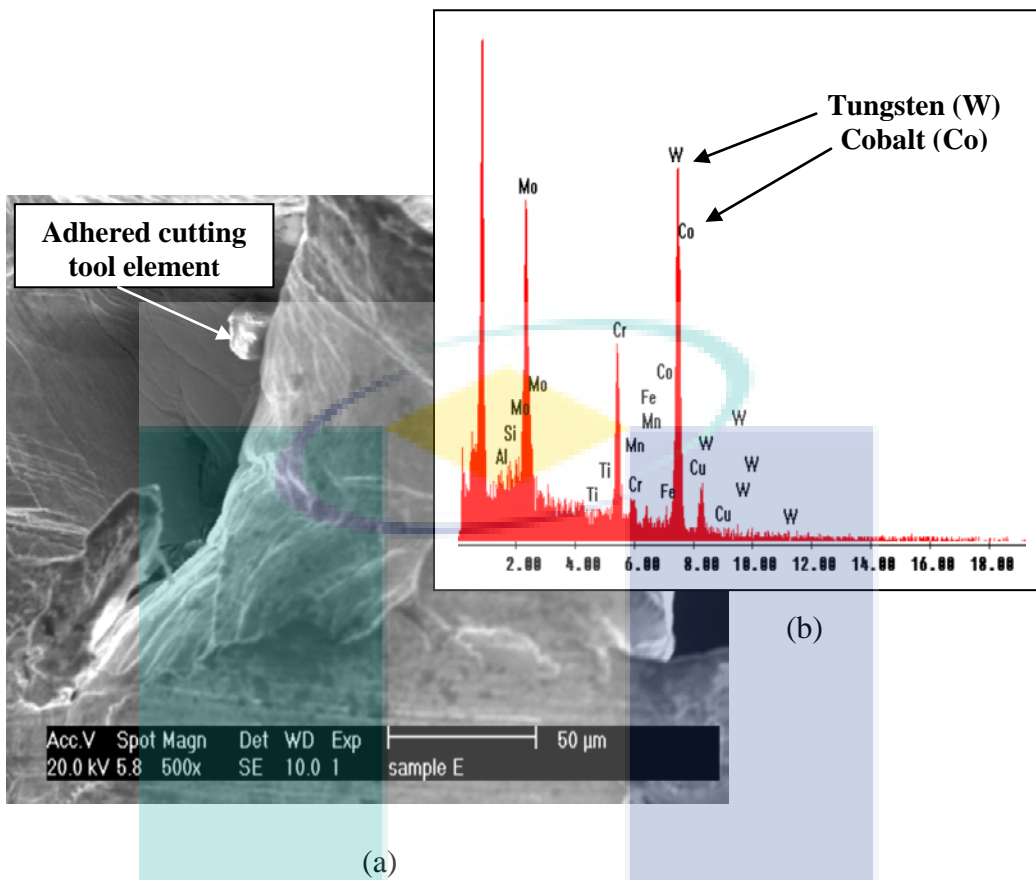 Tungsten (W)
Cobalt (Co)
W
Mo
Co
Cr
Mo
Co
Mo
Fe
Si
Mn
Al
Mn
Ti
Ti
Cr
Fe
Cu
W
W
W
W
Cu
W
2.00 4.00 6.00 8.00 10.00 12.00 14.00 16.00 18.00
(b)
Adhered cutting
tool element
Acc.V Spot Magn Det WD Exp 50 µm
20.0 kV 5.8 500x SE 10.0 1 sample E
(a)